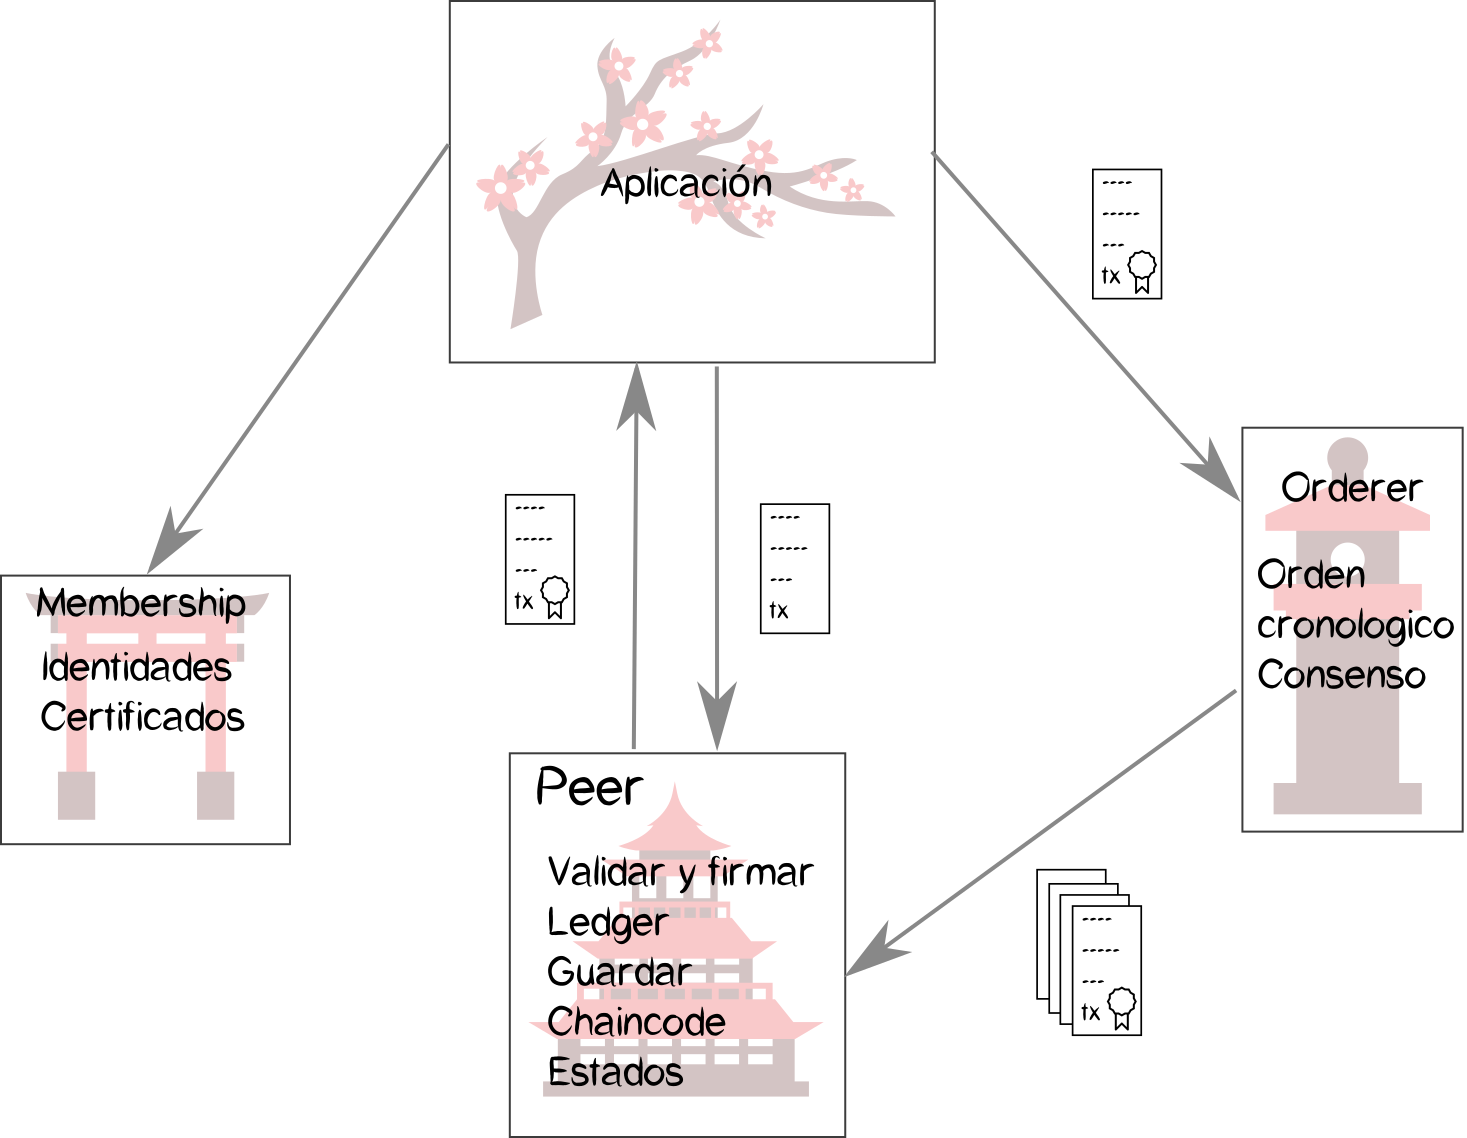 Aplicación
tx
Orderer
Orden
cronologico
Consenso
tx
tx
Membership
Identidades
Certificados
Peer
Validar y firmar
Ledger
Guardar
Chaincode
Estados
tx